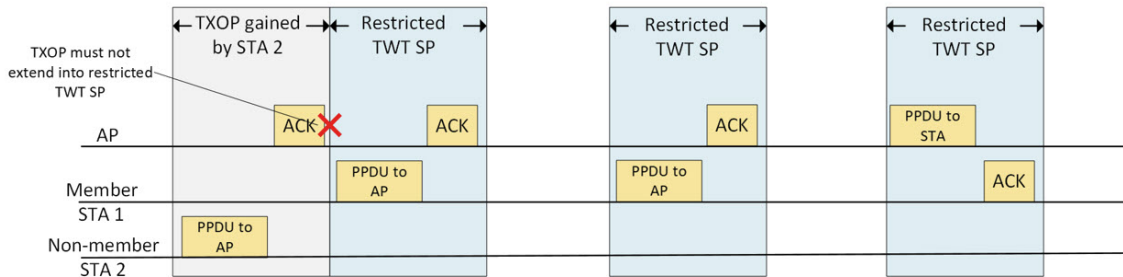 TXOP gained
by STA 2
Restricted
TWT SP
Restricted
TWT SP
Restricted
TWT SP
TXOP must not
extend into restricted
TWT SP
AP
ACK
ACK
ACK
PPDU to
STA
Member
STA 1
PPDU to
AP
PPDU to
AP
ACK
Non-member
STA 2
PPDU to
AP